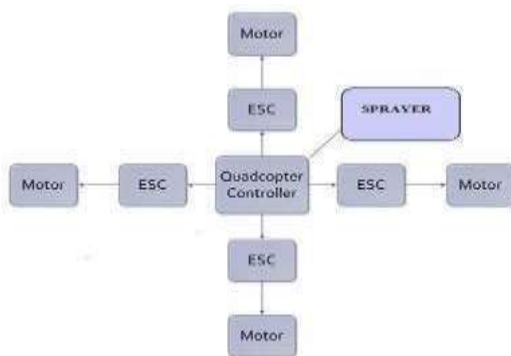 Motor
ESC
SPRAYER
Motor
ESC
Quadcopter
Controller
ESC
Motor
ESC
Motor